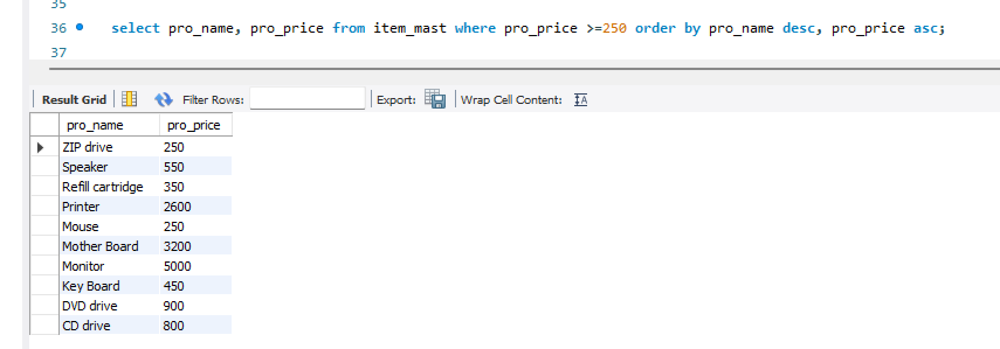 35
36 select pro_name, pro_price from item_mast where pro_price >=250 order by pro_name desc, pro_price asc;
37
Result Grid Filter Rows: Export: Wrap Cell Content: IA
pro_name pro_price
ZIP drive 250
Speaker 550
Refill cartridge 350
Printer 2600
Mouse 250
Mother Board 3200
Monitor 5000
Key Board 450
DVD drive 900
CD drive 800